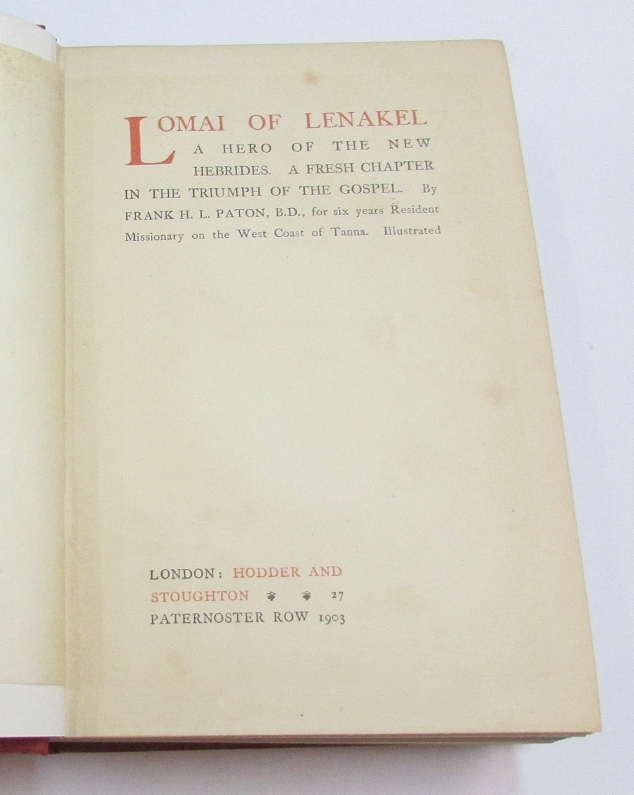 LOMAI OF LENAKEL
A HERO OF THE NEW
HEBRIDES. A FRESH CHAPTER
IN THE TRIUMPH OF THE GOSPEL. By
FRANK H. L. PATON, B.D., for six years Resident
Missionary on the West Coast of Tanna. Illustrated
LONDON: HODDER AND
STOUGHTON 27
PATERNOSTER ROW 1903